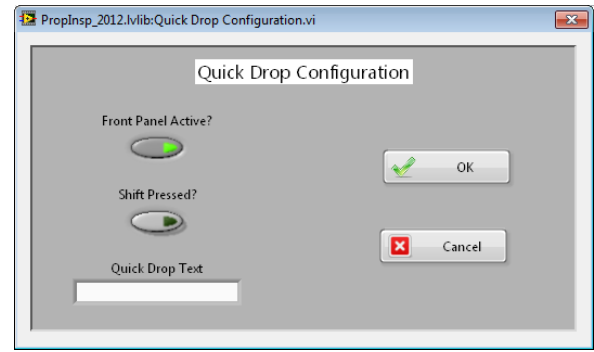 PropInsp_2012.lvlib:Quick Drop Configuration.vi
Quick Drop Configuration
Front Panel Active?
OK
Shift Pressed?
Cancel
Quick Drop Text